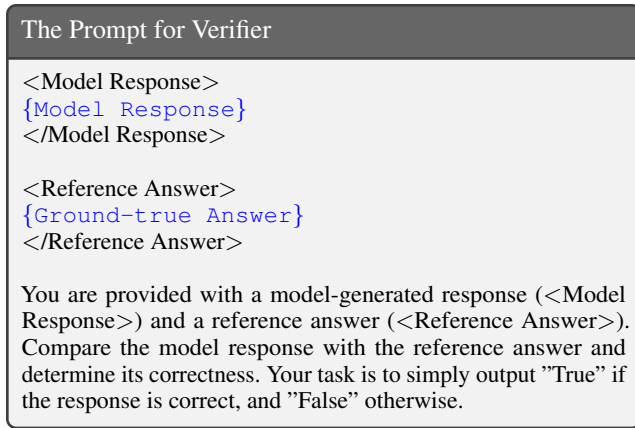 The Prompt for Verifier
<Model Response>
{Model Response}
</Model Response>
<Reference Answer>
{Ground-true Answer}
</Reference Answer>
You are provided with a model-generated response (<Model
Response>) and a reference answer (<Reference Answer>).
Compare the model response with the reference answer and
determine its correctness. Your task is to simply output ”True” if
the response is correct, and ”False” otherwise.